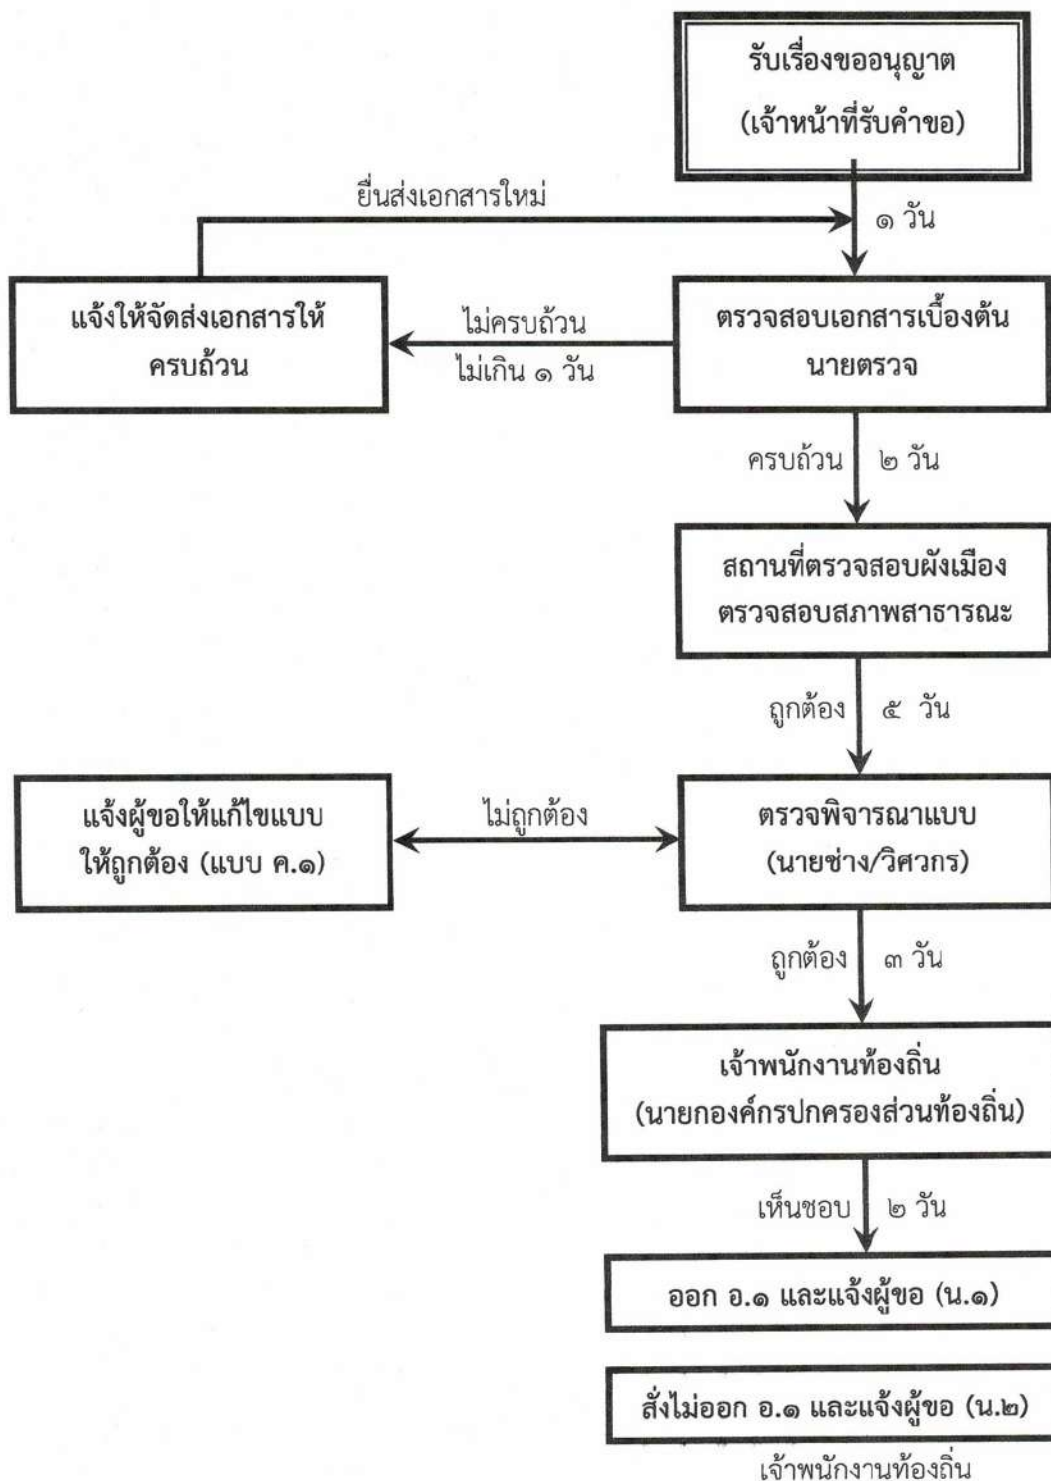 รับเรื่องขออนุญาต
(เจ้าหน้าที่รับคำขอ)
ยื่นส่งเอกสารใหม่
๑ วัน
แจ้งให้จัดส่งเอกสารให้
ครบถ้วน
ไม่ครบถ้วน
ไม่เกิน ๑ วัน
ตรวจสอบเอกสารเบื้องต้น
นายตรวจ
ครบถ้วน ๒ วัน
สถานที่ตรวจสอบผังเมือง
ตรวจสอบสภาพสาธารณะ
ถูกต้อง ๕ วัน
แจ้งผู้ขอให้แก้ไขแบบ
ให้ถูกต้อง (แบบ ค.๑)
ไม่ถูกต้อง
ตรวจพิจารณาแบบ
(นายช่าง/วิศวกร)
ถูกต้อง ๓ วัน
เจ้าพนักงานท้องถิ่น
(นายกองค์กรปกครองส่วนท้องถิ่น)
เห็นชอบ ๒ วัน
ออก อ.๑ และแจ้งผู้ขอ (น.๑)
สั่งไม่ออก อ.๑ และแจ้งผู้ขอ (น.๒)
เจ้าพนักงานท้องถิ่น